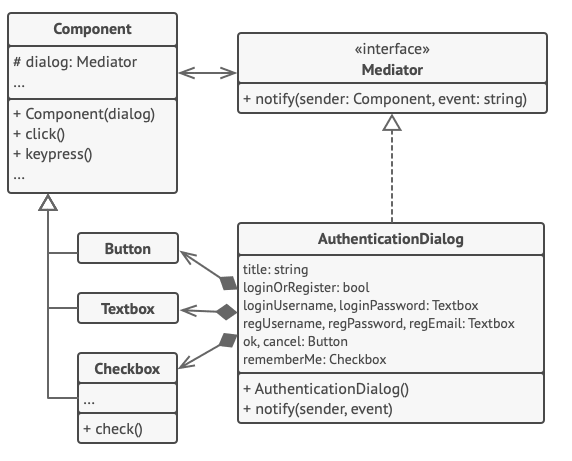 Component
# dialog: Mediator
...
+ Component(dialog)
+ click()
+ keypress()
...
«interface»
Mediator
+ notify(sender: Component, event: string)
Button
Textbox
Checkbox
...
+ check()
AuthenticationDialog
title: string
loginOrRegister: bool
loginUsername, loginPassword: Textbox
regUsername, regPassword, regEmail: Textbox
ok, cancel: Button
rememberMe: Checkbox
+ AuthenticationDialog()
+ notify(sender, event)